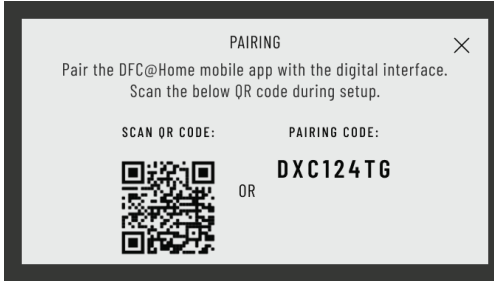 PAIRING
Pair the DFC@Home mobile app with the digital interface.
Scan the below QR code during setup.
SCAN QR CODE:
PAIRING CODE:
DXC124TG
OR